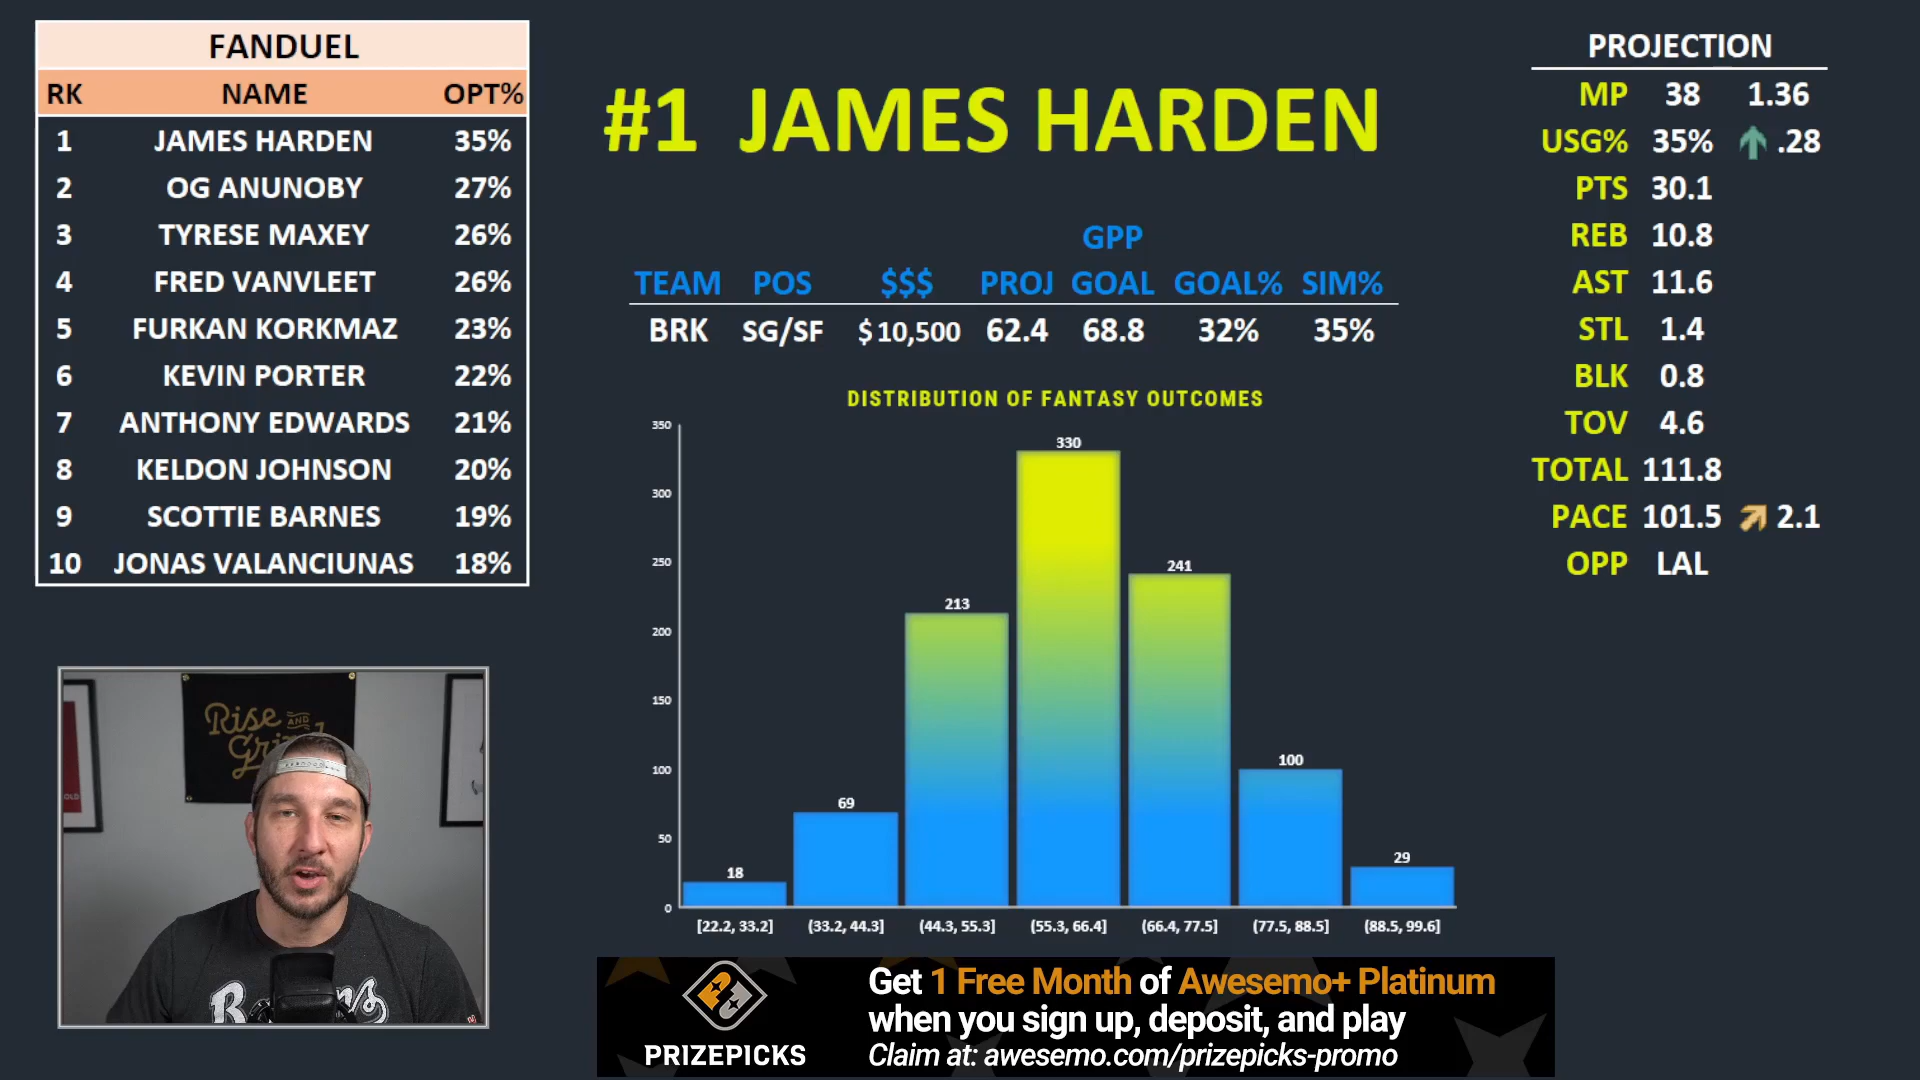 FANDUEL
RK NAME OPT%
1 JAMES HARDEN 35%
2 OG ANUNOBY 27%
3 TYRESE MAXEY 26%
4 FRED VANVLEET 26%
5 FURKAN KORKMAZ 23%
6 KEVIN PORTER 22%
7 ANTHONY EDWARDS 21%
8 KELDON JOHNSON 20%
9 SCOTTIE BARNES 19%
10 JONAS VALANCIUNAS 18%
#1 JAMES HARDEN
GPP
TEAM POS $$$ PROJ GOAL GOAL% SIM%
BRK SG/SF $10,500 62.4 68.8 32% 35%
DISTRIBUTION OF FANTASY OUTCOMES
350
300
250
200
150
100
50
0
18
69
213
330
241
100
29
[22.2, 33.2] (33.2, 44.3] (44.3, 55.3] (55.3, 66.4] (66.4, 77.5] (77.5, 88.5] (88.5, 99.6]
PROJECTION
MP 38 1.36
USG% 35% .28
PTS 30.1
REB 10.8
AST 11.6
STL 1.4
BLK 0.8
TOV 4.6
TOTAL 111.8
PACE 101.5 2.1
OPP LAL
Rise AND
PRIZEPICKS
Get 1 Free Month of Awesemo+ Platinum
when you sign up, deposit, and play
Claim at: awesemo.com/prizepicks-promo